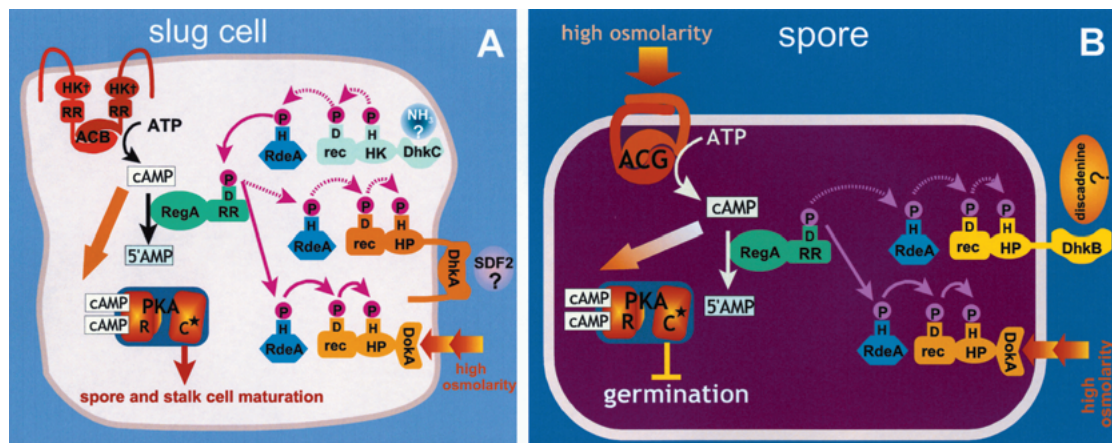 slug cell
A
HK†
HK†
RR
RR
ACB
ATP
cAMP
5'AMP
RegA
D
RR
P
P
H
RdeA
P
D
rec
P
H
HK
NH3
?
DhkC
P
H
RdeA
P
D
rec
P
H
HP
DhkA
SDF2
?
cAMP
cAMP
PKA
R
C★
P
H
RdeA
P
D
rec
P
H
HP
DokA
high
osmolarity
spore and stalk cell maturation
high osmolarity
spore
B
ACG
ATP
cAMP
5'AMP
RegA
P
D
RR
P
H
RdeA
P
D
rec
P
H
HP
DhkB
discadenine
?
cAMP
cAMP
PKA
R
C★
P
H
RdeA
P
D
rec
P
H
HP
DokA
high
osmolarity
germination